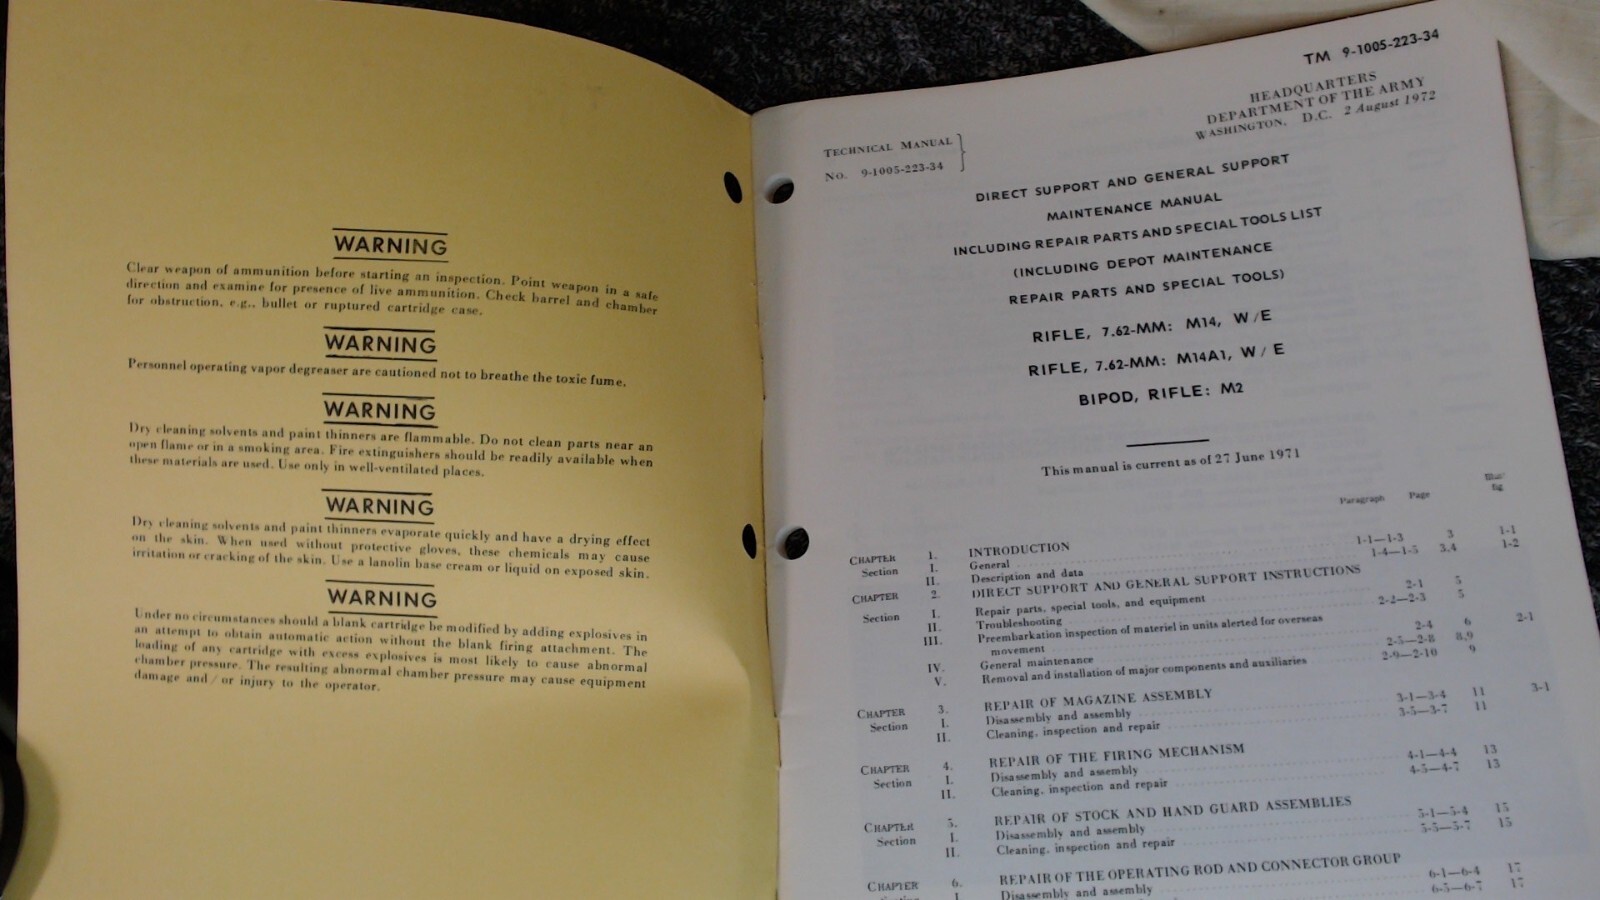 WARNING
Clear weapon of ammunition before starting an inspection. Point weapon in a safe
direction and examine for presence of live ammunition. Check barrel and chamber
for obstruction, e.g., bullet or ruptured cartridge case.
WARNING
Personnel operating vapor degreaser are cautioned not to breathe the toxic fume.
WARNING
Dry cleaning solvents and paint thinners are flammable. Do not clean parts near an
open flame or in a smoking area. Fire extinguishers should be readily available when
these materials are used. Use only in well-ventilated places.
WARNING
Dry cleaning solvents and paint thinners evaporate quickly and have a drying effect
on the skin. When used without protective gloves, these chemicals may cause
irritation or cracking of the skin. Use a lanolin base cream or liquid on exposed skin.
WARNING
Under no circumstances should a blank cartridge be modified by adding explosives in
an attempt to obtain automatic action without the blank firing attachment. The
loading of any cartridge with excess explosives is most likely to cause abnormal
chamber pressure. The resulting abnormal chamber pressure may cause equipment
damage and / or injury to the operator.
TM 9-1005-223-34
TECHNICAL MANUAL
No. 9-1005-223-34
HEADQUARTERS
DEPARTMENT OF THE ARMY
WASHINGTON, D.C. 2 August 1972
DIRECT SUPPORT AND GENERAL SUPPORT
MAINTENANCE MANUAL
INCLUDING REPAIR PARTS AND SPECIAL TOOLS LIST
(INCLUDING DEPOT MAINTENANCE
REPAIR PARTS AND SPECIAL TOOLS)
RIFLE, 7.62-MM: M14, W/E
RIFLE, 7.62-MM: M14A1, W/E
BIPOD, RIFLE: M2
This manual is current as of 27 June 1971
Paragraph Page fig
CHAPTER 1. INTRODUCTION
Section I. General 1-1—1-3 3 1-1
II. Description and data 1-4—1-5 3,4 1-2
CHAPTER 2. DIRECT SUPPORT AND GENERAL SUPPORT INSTRUCTIONS
Section I. Repair parts, special tools, and equipment 2-1 5
II. Troubleshooting 2-2—2-3 5
III. Preembarkation inspection of materiel in units alerted for overseas
movement 2-4 6 2-1
IV. General maintenance 2-5—2-8 8,9
V. Removal and installation of major components and auxiliaries 2-9—2-10 9
CHAPTER 3. REPAIR OF MAGAZINE ASSEMBLY
Section I. Disassembly and assembly 3-1—3-4 11 3-1
II. Cleaning, inspection and repair 3-5—3-7 11
CHAPTER 4. REPAIR OF THE FIRING MECHANISM
Section I. Disassembly and assembly 4-1—4-4 13
II. Cleaning, inspection and repair 4-5—4-7 13
CHAPTER 5. REPAIR OF STOCK AND HAND GUARD ASSEMBLIES
Section I. Disassembly and assembly 5-1—5-4 15
II. Cleaning, inspection and repair 5-5—5-7 15
CHAPTER 6. REPAIR OF THE OPERATING ROD AND CONNECTOR GROUP
I. Disassembly and assembly 6-1—6-4 17
6-5—6-7 17